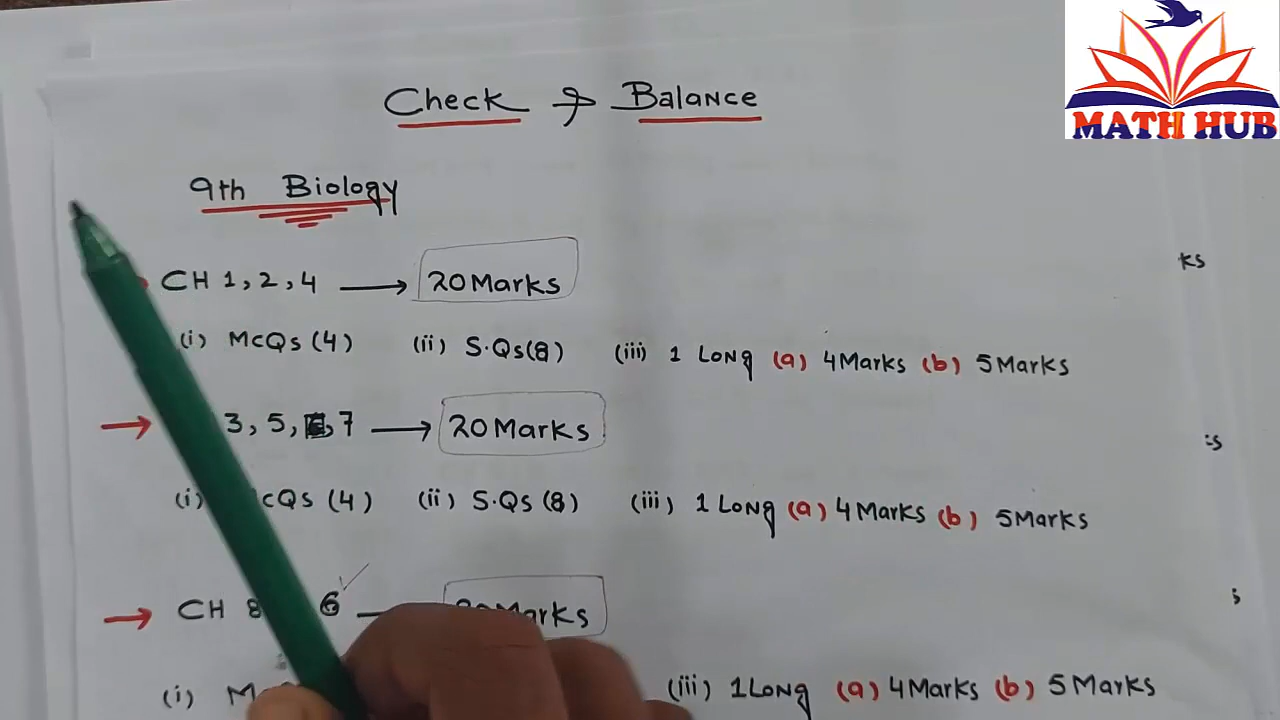 Check & Balance
MATH HUB
9th Biology
CH 1, 2, 4 → 20 Marks
ks
(i) McQs (4) (ii) S.Qs (8) (iii) 1 Long (a) 4 Marks (b) 5 Marks
→ 3, 5, , 7 → 20 Marks
(i) cQs (4) (ii) S.Qs (8) (iii) 1 Long (a) 4 Marks (b) 5 Marks
→ CH 8 6 Marks
(i) M (iii) 1 Long (a) 4 Marks (b) 5 Marks